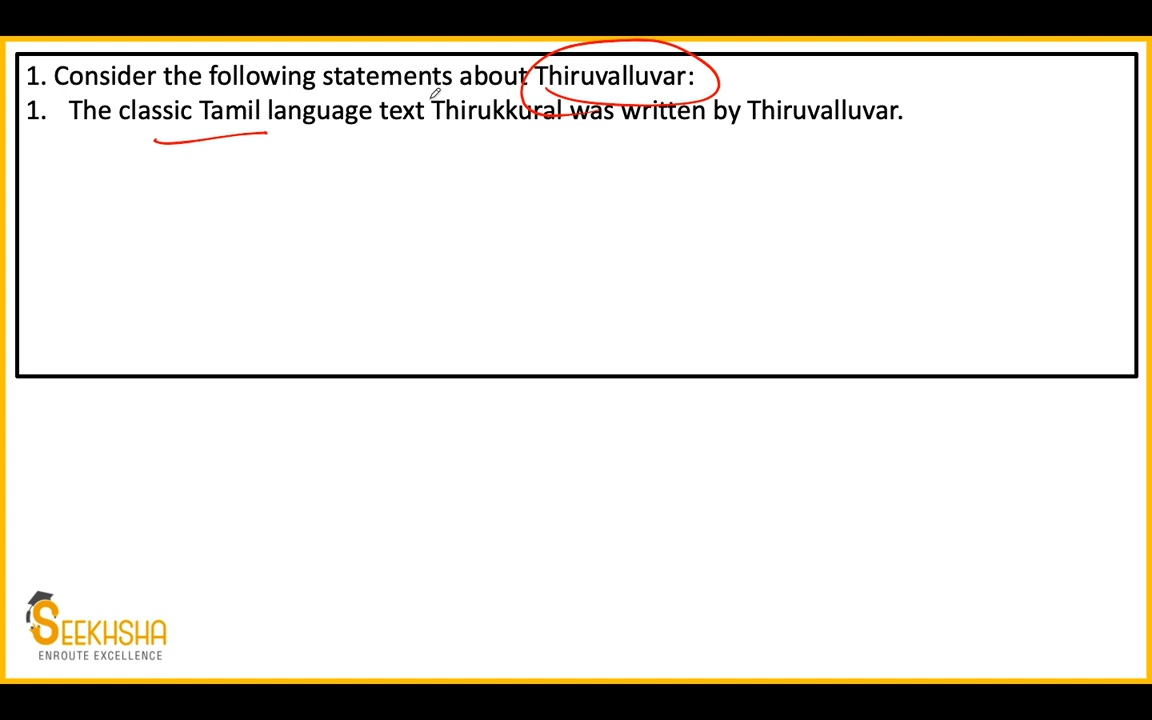 1. Consider the following statements about Thiruvalluvar:
1. The classic Tamil language text Thirukkural was written by Thiruvalluvar.
SEEKHSHA
ENROUTE EXCELLENCE